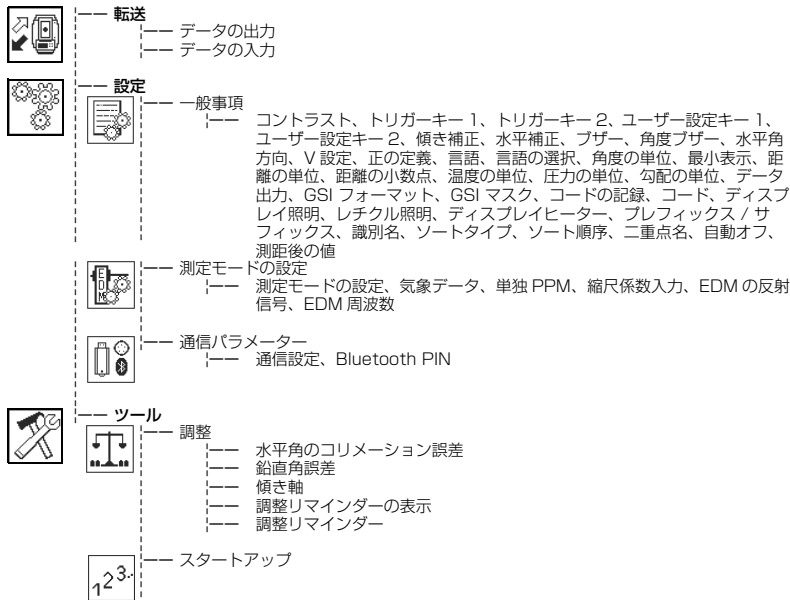 転送
データの出力
データの入力
設定
一般事項
コントラスト、トリガーキー 1、トリガーキー 2、ユーザー設定キー 1、
ユーザー設定キー 2、傾き補正、水平補正、ブザー、角度ブザー、水平角
方向、V 設定、正の定義、言語、言語の選択、角度の単位、最小表示、距
離の単位、距離の小数点、温度の単位、圧力の単位、勾配の単位、データ
出力、GSI フォーマット、GSI マスク、コードの記録、コード、ディスプ
レイ照明、レチクル照明、ディスプレイヒーター、プレフィックス / サ
フィックス、識別名、ソートタイプ、ソート順序、二重点名、自動オフ、
測距後の値
EDM
測定モードの設定
測定モードの設定、気象データ、単独 PPM、縮尺係数入力、EDM の反射
信号、EDM 周波数
通信パラメーター
通信設定、Bluetooth PIN
ツール
調整
水平角のコリメーション誤差
鉛直角誤差
傾き軸
調整リマインダーの表示
調整リマインダー
123..
スタートアップ